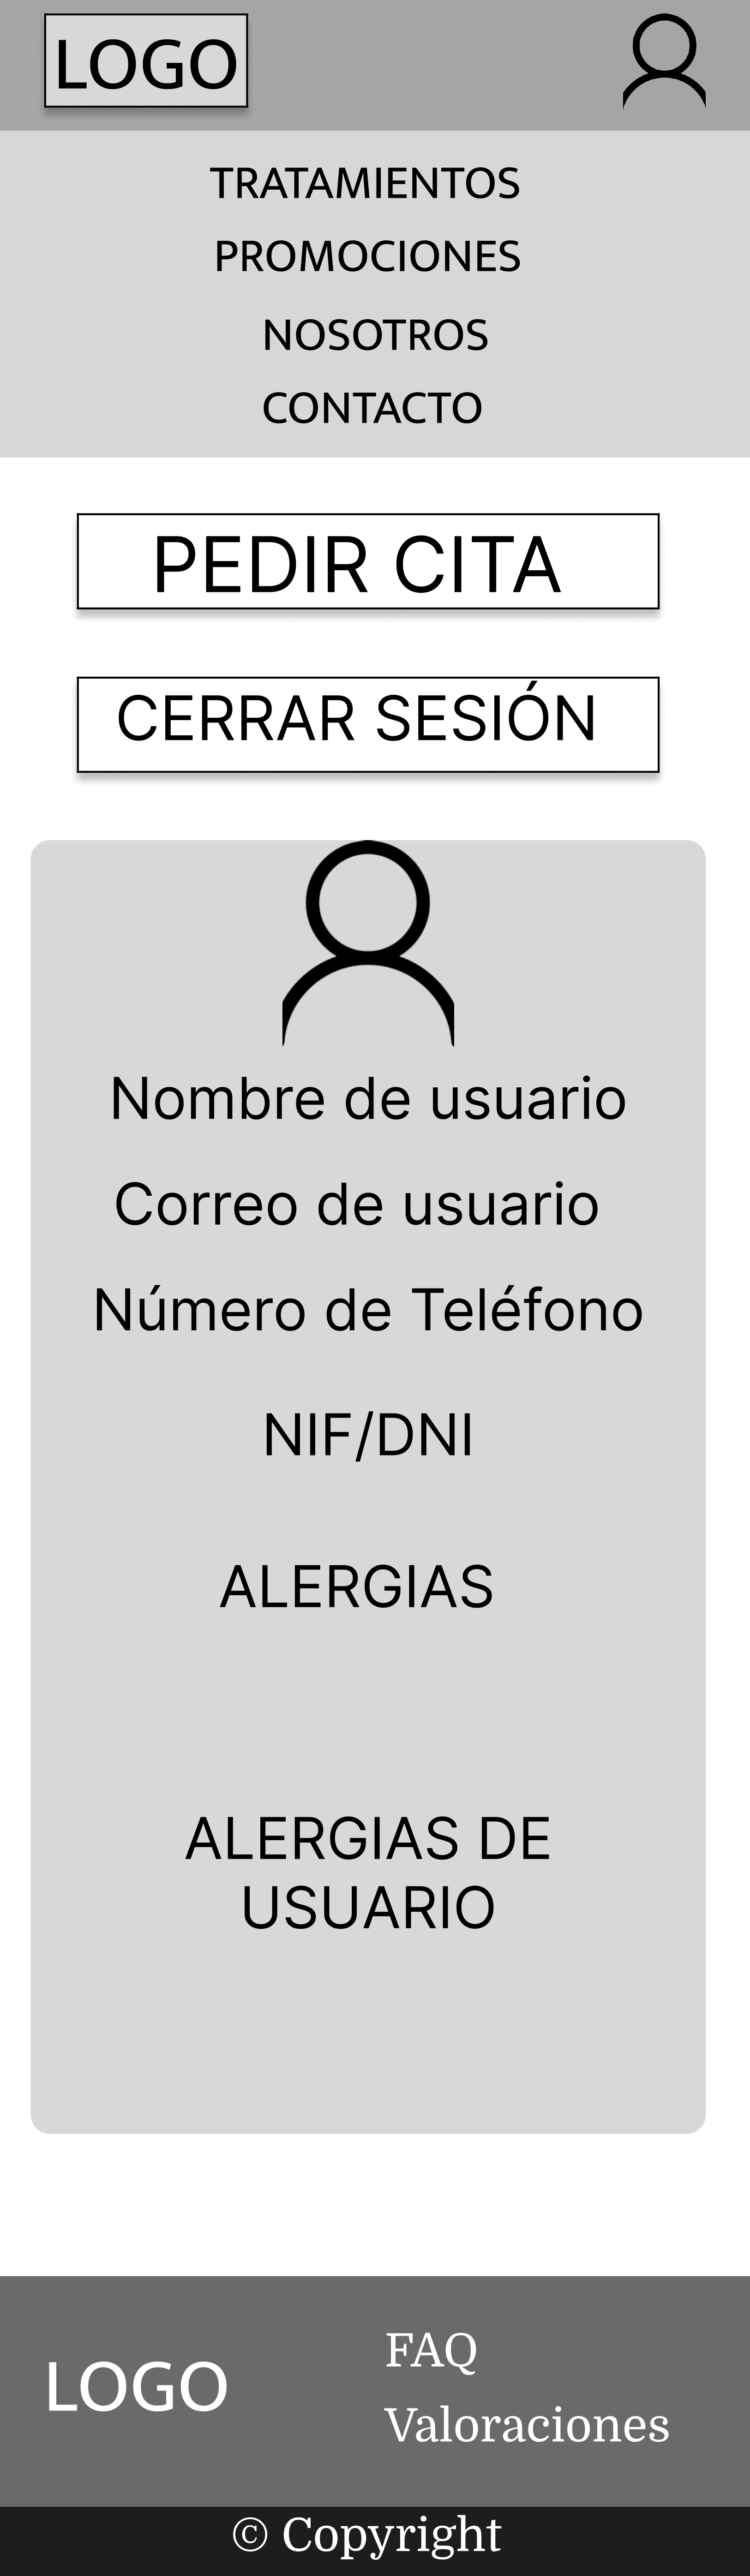 LOGO
TRATAMIENTOS
PROMOCIONES
NOSOTROS
CONTACTO
PEDIR CITA
CERRAR SESIÓN
Nombre de usuario
Correo de usuario
Número de Teléfono
NIF/DNI
ALERGIAS
ALERGIAS DE
USUARIO
LOGO
FAQ
Valoraciones
© Copyright